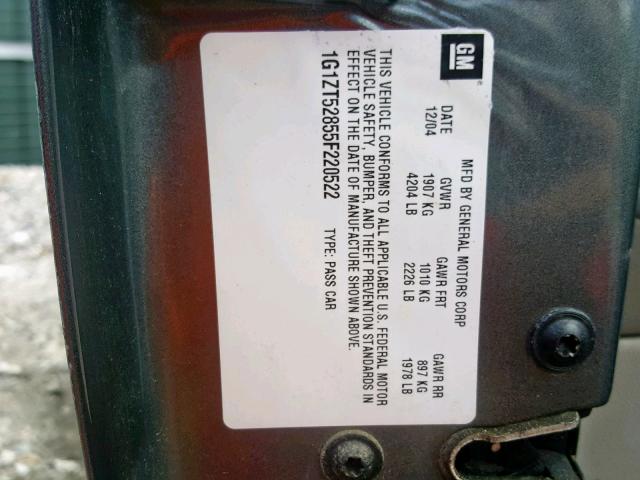 GM
MFD BY GENERAL MOTORS CORP
DATE GVWR GAWR FRT GAWR RR
12/04 1907 KG 1010 KG 897 KG
4204 LB 2226 LB 1978 LB
THIS VEHICLE CONFORMS TO ALL APPLICABLE U.S. FEDERAL MOTOR
VEHICLE SAFETY, BUMPER, AND THEFT PREVENTION STANDARDS IN
EFFECT ON THE DATE OF MANUFACTURE SHOWN ABOVE.
1G1ZT52855F220522 TYPE: PASS CAR